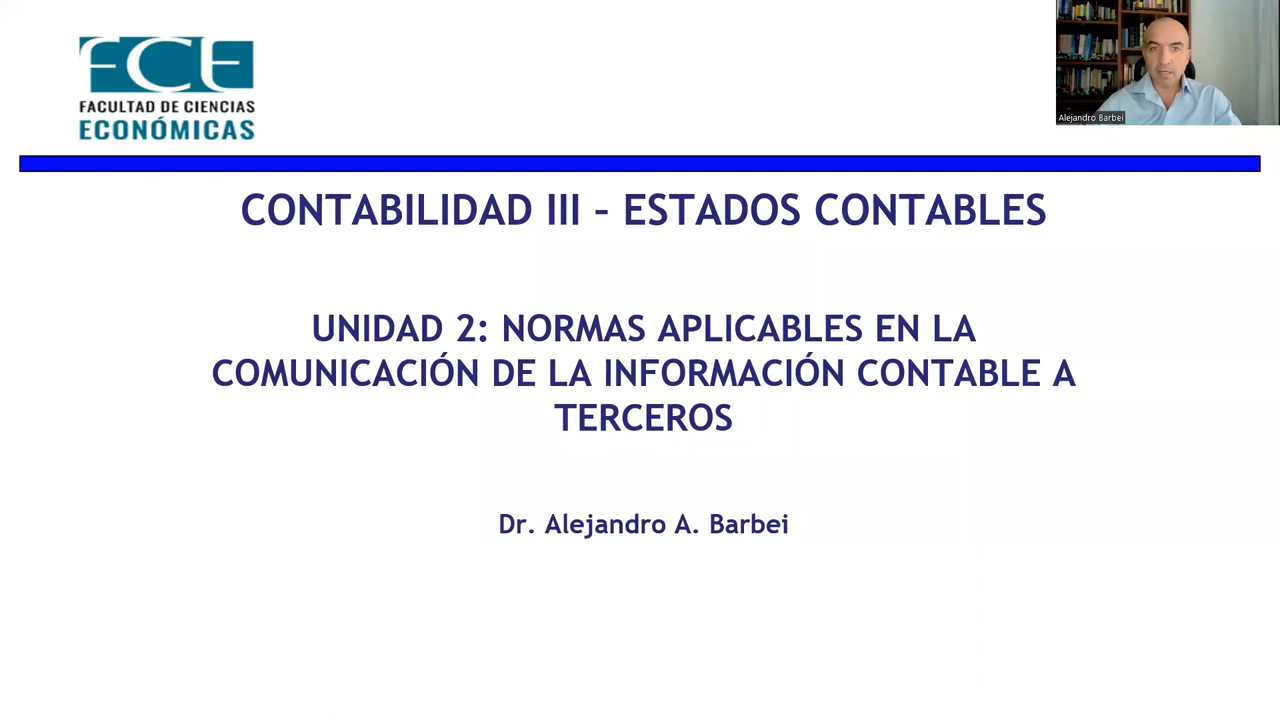 FCE
FACULTAD DE CIENCIAS
ECONÓMICAS
Alejandro Barbei
CONTABILIDAD III – ESTADOS CONTABLES
UNIDAD 2: NORMAS APLICABLES EN LA
COMUNICACIÓN DE LA INFORMACIÓN CONTABLE A
TERCEROS
Dr. Alejandro A. Barbei